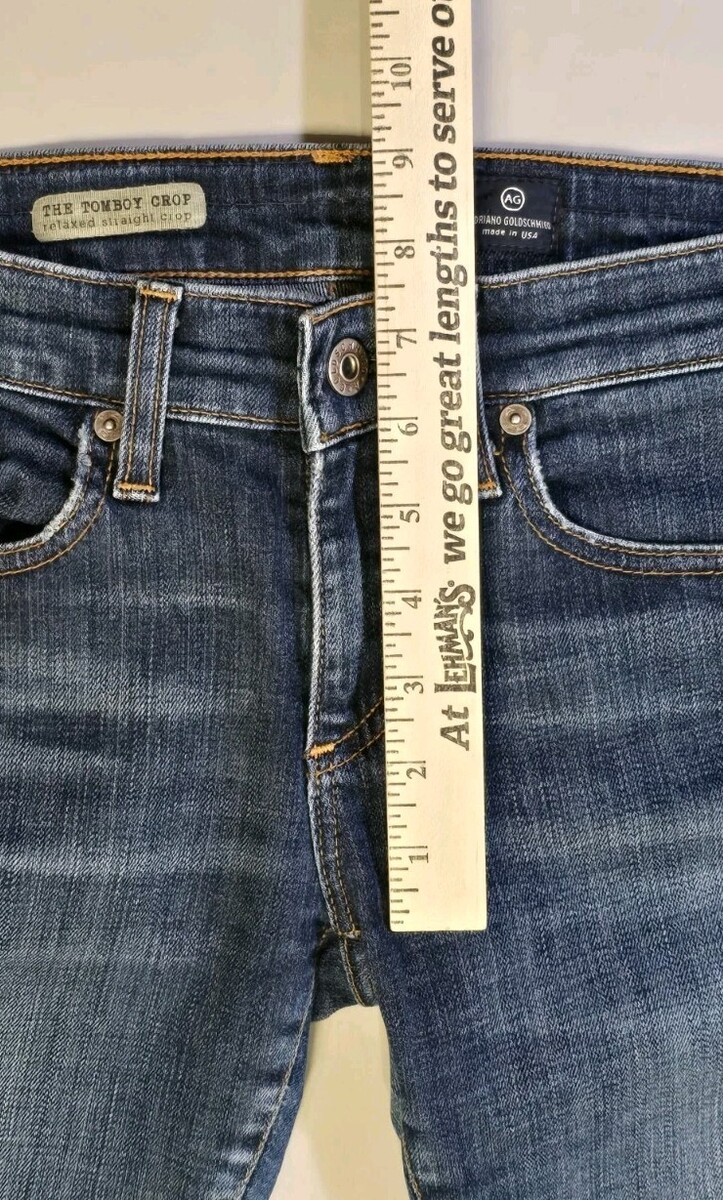 THE TOMBOY CROP
relaxed straight crop
AG
DRIANO GOLDSCHMIED
made in USA
At LEHMAN'S. we go great lengths to serve
10
9
8
7
6
5
4
3
2
1